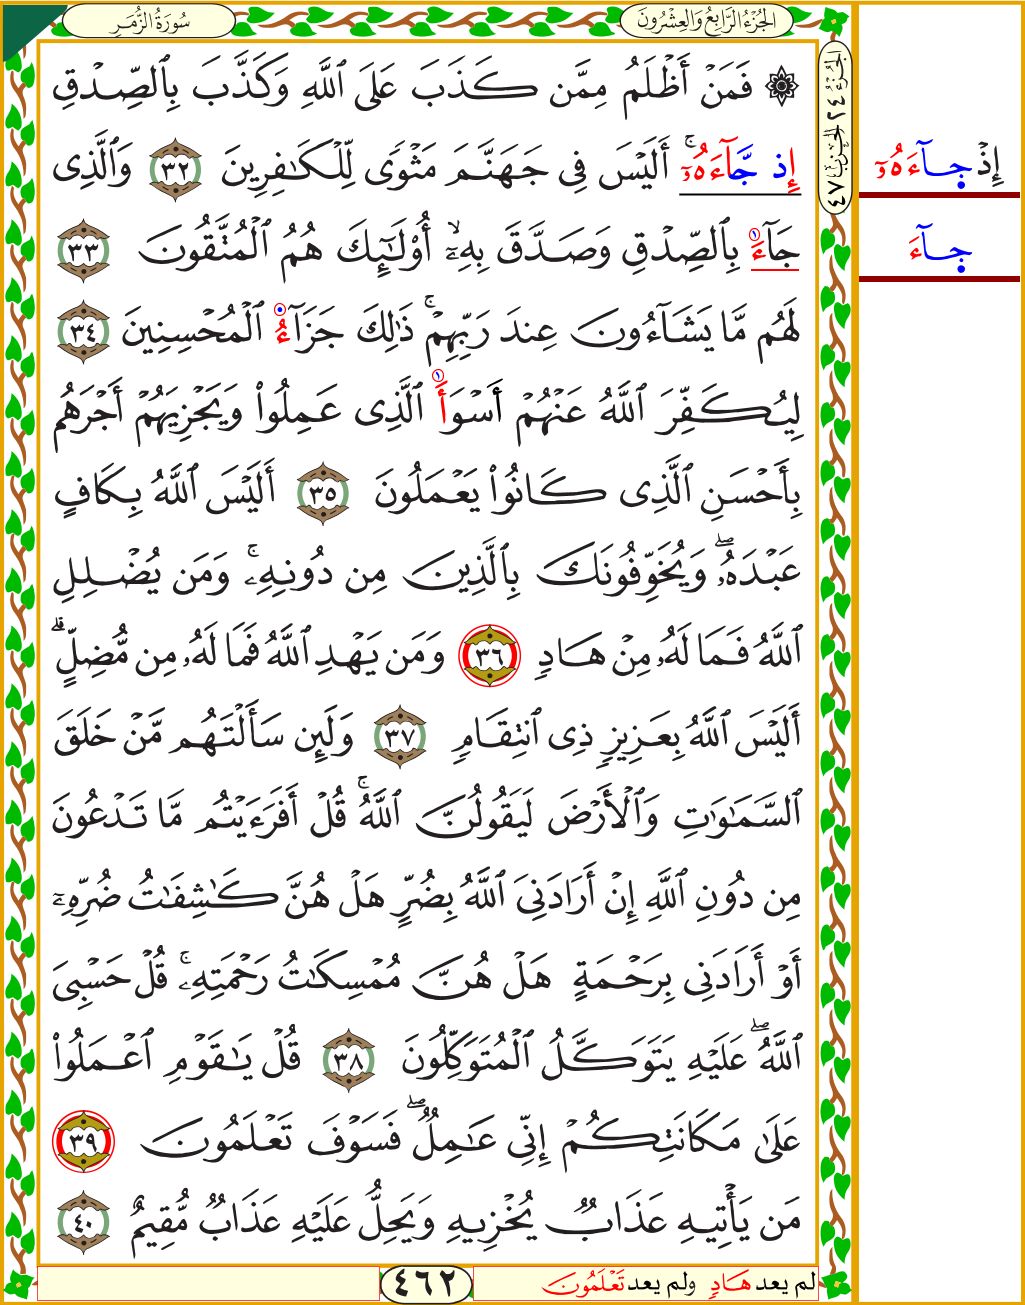 سُورَةُ الزُّمَرِ
الجُزْءُ الرَّابِعُ وَالعِشْرُونَ
۞ فَمَنْ أَظْلَمُ مِمَّن كَذَبَ عَلَى ٱللَّهِ وَكَذَّبَ بِٱلصِّدْقِ
إِذ جَّآءَهُۥٓۚ أَلَيْسَ فِى جَهَنَّمَ مَثْوًى لِّلْكَٰفِرِينَ ٣٢ وَٱلَّذِى
جَآءَ بِٱلصِّدْقِ وَصَدَّقَ بِهِۦٓۙ أُو۟لَٰٓئِكَ هُمُ ٱلْمُتَّقُونَ ٣٣
لَهُم مَّا يَشَآءُونَ عِندَ رَبِّهِمْۚ ذَٰلِكَ جَزَآءُ ٱلْمُحْسِنِينَ ٣٤
لِيُكَفِّرَ ٱللَّهُ عَنْهُمْ أَسْوَأَ ٱلَّذِى عَمِلُوا۟ وَيَجْزِيَهُمْ أَجْرَهُم
بِأَحْسَنِ ٱلَّذِى كَانُوا۟ يَعْمَلُونَ ٣٥ أَلَيْسَ ٱللَّهُ بِكَافٍ
عَبْدَهُۥۖ وَيُخَوِّفُونَكَ بِٱلَّذِينَ مِن دُونِهِۦۚ وَمَن يُضْلِلِ
ٱللَّهُ فَمَا لَهُۥ مِنْ هَادٍ ٣٦ وَمَن يَهْدِ ٱللَّهُ فَمَا لَهُۥ مِن مُّضِلٍّۗ
أَلَيْسَ ٱللَّهُ بِعَزِيزٍ ذِى ٱنتِقَامٍ ٣٧ وَلَئِن سَأَلْتَهُم مَّنْ خَلَقَ
ٱلسَّمَٰوَٰتِ وَٱلْأَرْضَ لَيَقُولُنَّ ٱللَّهُۚ قُلْ أَفَرَءَيْتُم مَّا تَدْعُونَ
مِن دُونِ ٱللَّهِ إِنْ أَرَادَنِىَ ٱللَّهُ بِضُرٍّ هَلْ هُنَّ كَٰشِفَٰتُ ضُرِّهِۦٓ
أَوْ أَرَادَنِى بِرَحْمَةٍ هَلْ هُنَّ مُمْسِكَٰتُ رَحْمَتِهِۦۚ قُلْ حَسْبِىَ
ٱللَّهُۖ عَلَيْهِ يَتَوَكَّلُ ٱلْمُتَوَكِّلُونَ ٣٨ قُلْ يَٰقَوْمِ ٱعْمَلُوا۟
عَلَىٰ مَكَانَتِكُمْ إِنِّى عَٰمِلٌۖ فَسَوْفَ تَعْلَمُونَ ٣٩
مَن يَأْتِيهِ عَذَابٌ يُخْزِيهِ وَيَحِلُّ عَلَيْهِ عَذَابٌ مُّقِيمٌ ٤٠
لم يعد هَادٍ ولم يعد تَعْلَمُونَ
٤٦٢
إِذْ جِآءَهُۥٓ
جِآءَ